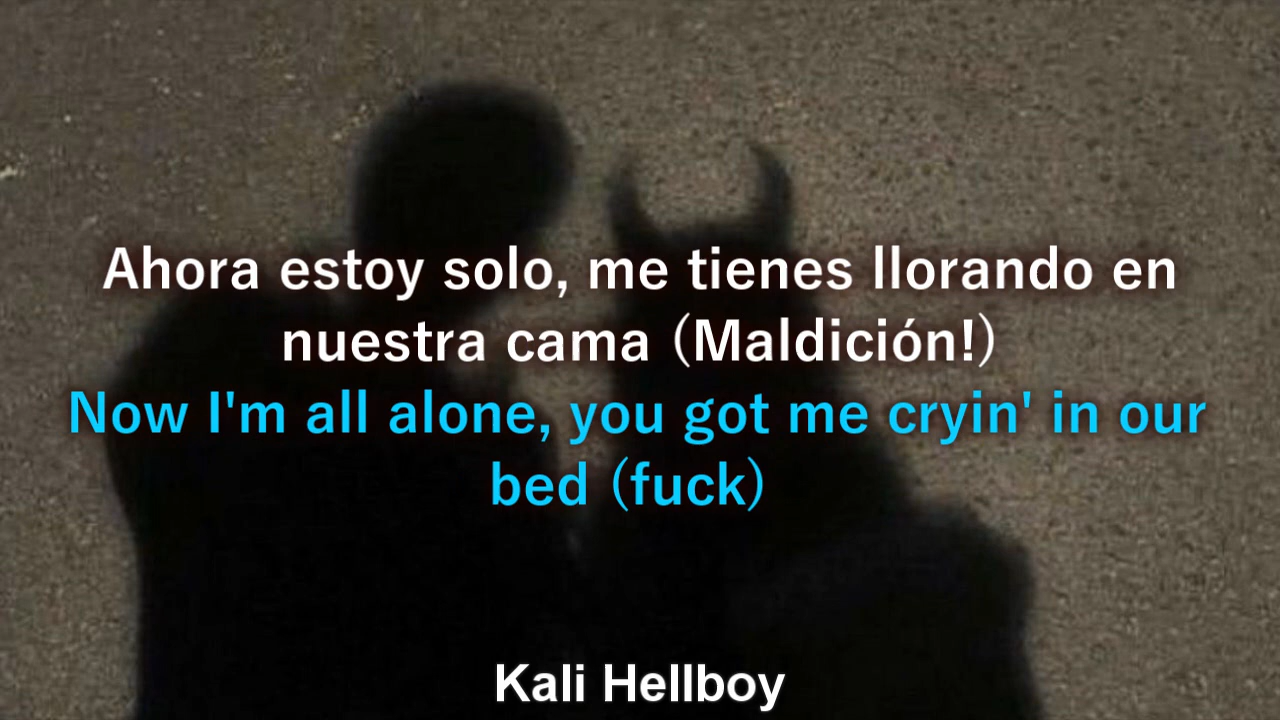 Ahora estoy solo, me tienes llorando en
nuestra cama (Maldición!)
Now I'm all alone, you got me cryin' in our
bed (fuck)
Kali Hellboy